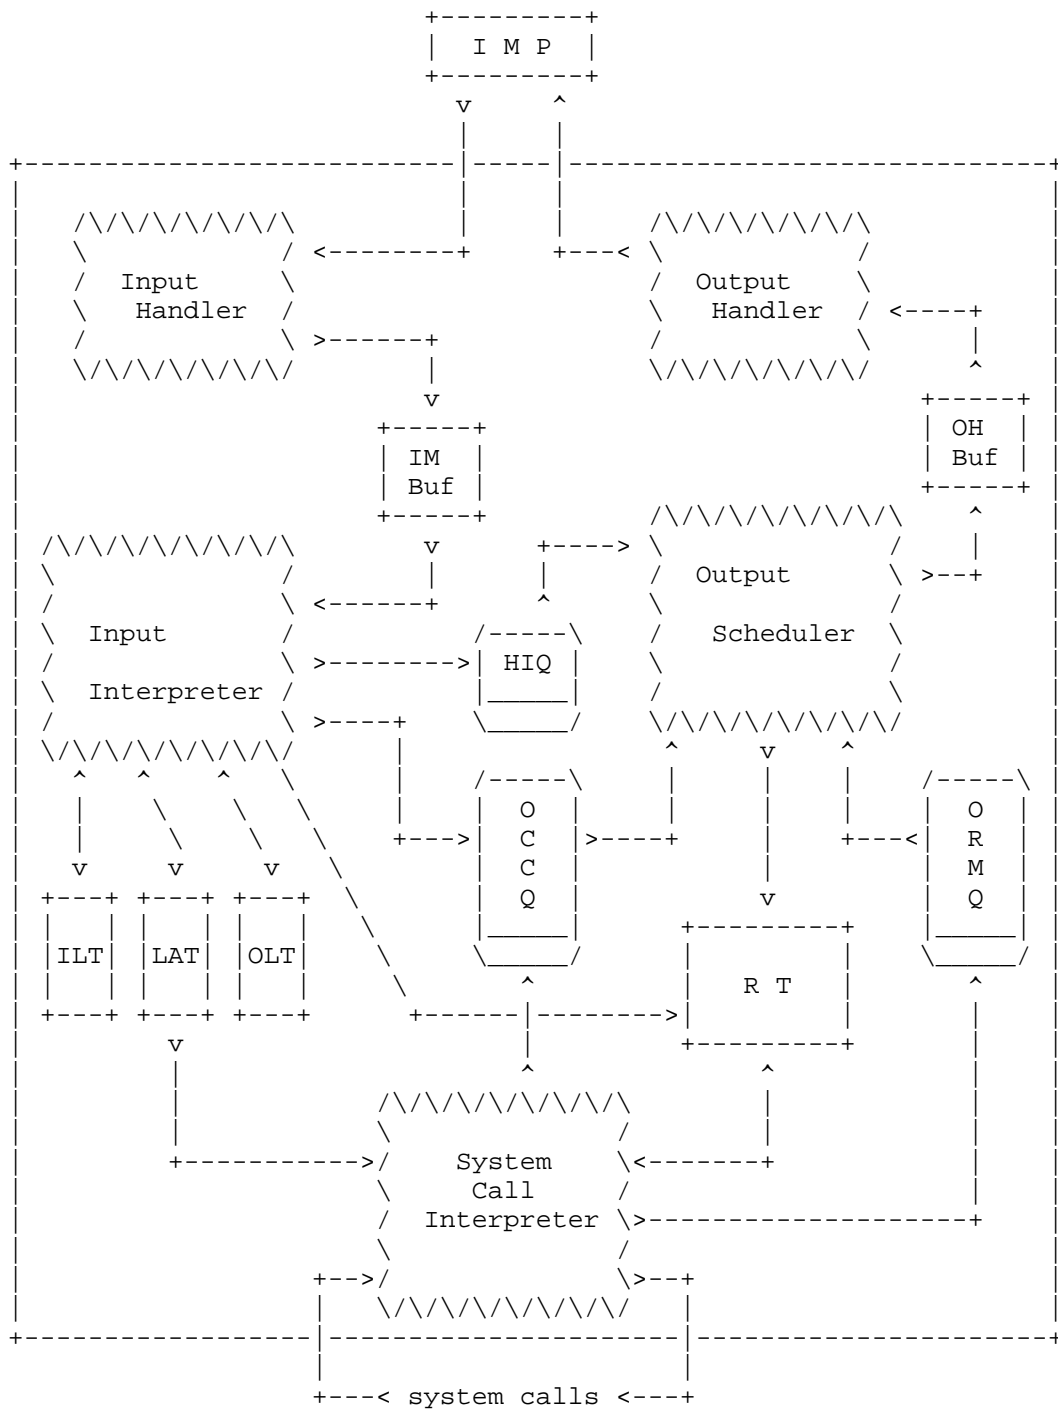 I M P
Input Output
Handler Handler
OH
IM Buf
Buf
Output
Input Scheduler
HIQ
Interpreter
O O
C R
C M
Q Q
ILT LAT OLT
R T
System
Call
Interpreter
system calls